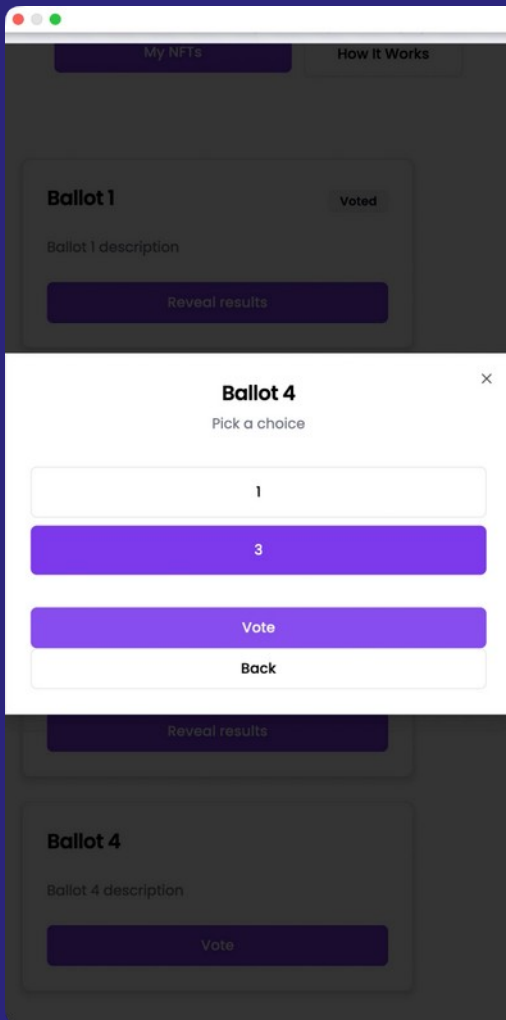 My NFTs
How It Works
Ballot 1
Voted
Ballot 1 description
Reveal results
Ballot 4
Pick a choice
1
3
Vote
Back
Reveal results
Ballot 4
Ballot 4 description
Vote